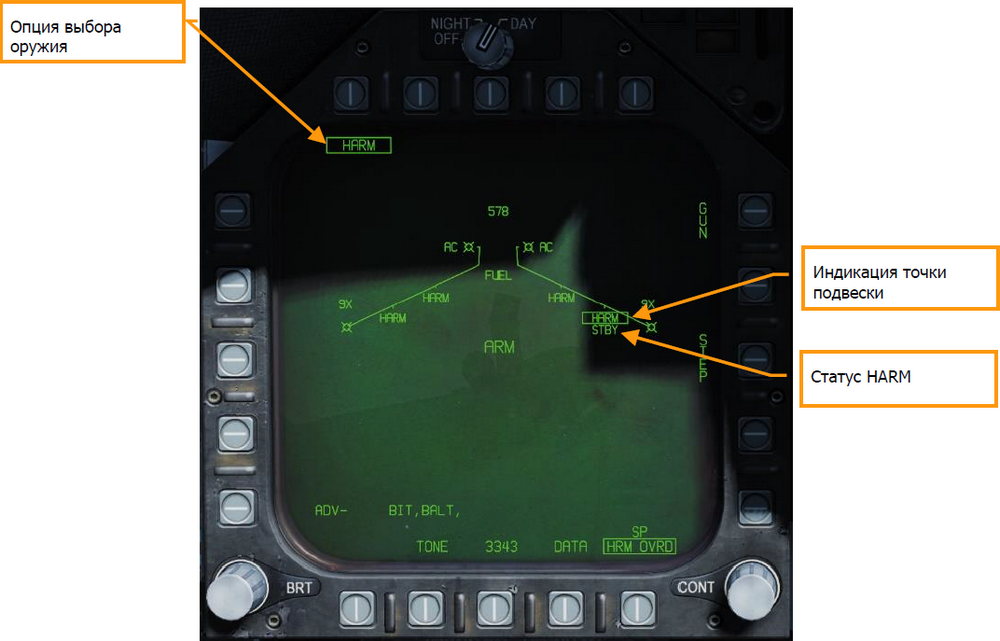 Опция выбора
оружия
NIGHT DAY
OFF
HARM
578
GUN
AC AC
FUEL
HARM HARM
9X 9X
HARM HARM
STBY
ARM
STEP
Индикация точки
подвески
Статус HARM
ADV- BIT,BALT,
SP
TONE 3343 DATA HRM OVRD
BRT CONT